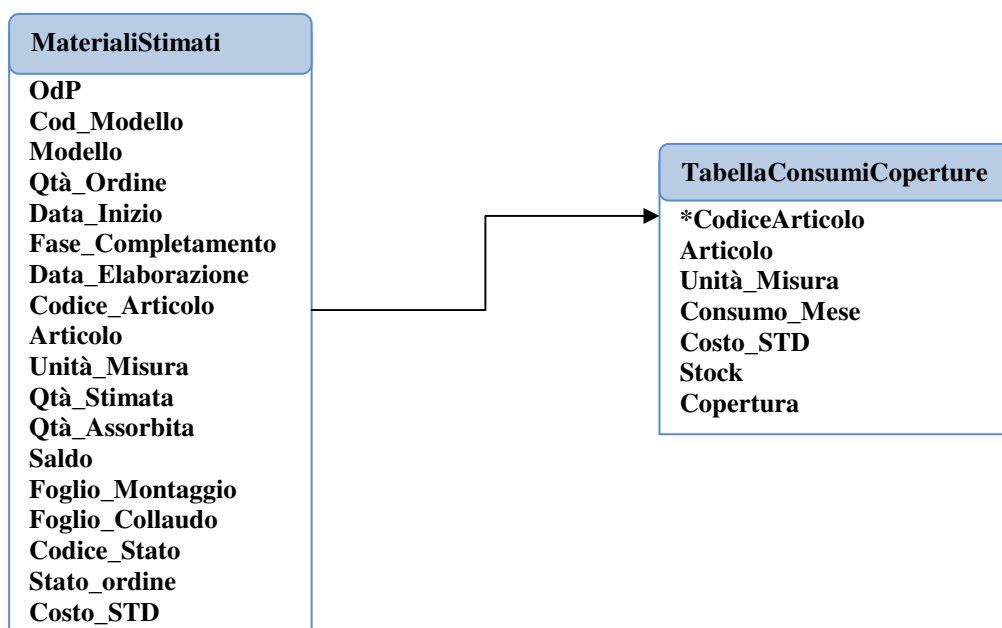 MaterialiStimati
OdP
Cod_Modello
Modello
Qtà_Ordine
Data_Inizio
Fase_Completamento
Data_Elaborazione
Codice_Articolo
Articolo
Unità_Misura
Qtà_Stimata
Qtà_Assorbita
Saldo
Foglio_Montaggio
Foglio_Collaudo
Codice_Stato
Stato_ordine
Costo_STD
TabellaConsumiCoperture
*CodiceArticolo
Articolo
Unità_Misura
Consumo_Mese
Costo_STD
Stock
Copertura